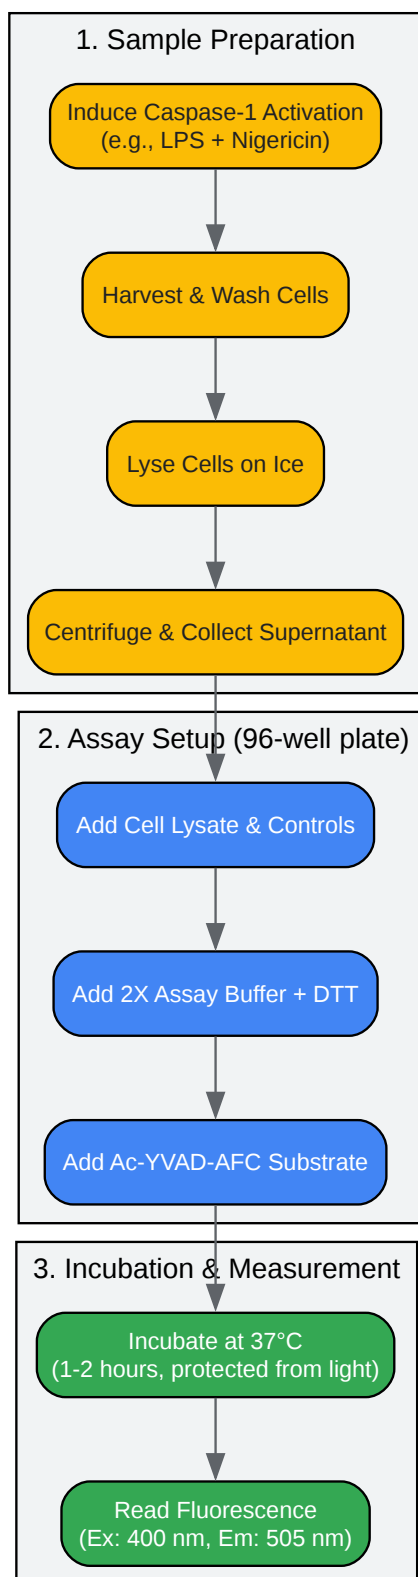 1. Sample Preparation
Induce Caspase-1 Activation
(e.g., LPS + Nigericin)
Harvest & Wash Cells
Lyse Cells on Ice
Centrifuge & Collect Supernatant
2. Assay Setup (96-well plate)
Add Cell Lysate & Controls
Add 2X Assay Buffer + DTT
Add Ac-YVAD-AFC Substrate
3. Incubation & Measurement
Incubate at 37°C
(1-2 hours, protected from light)
Read Fluorescence
(Ex: 400 nm, Em: 505 nm)